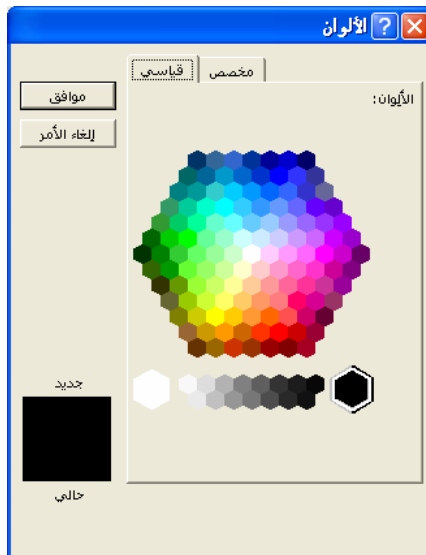 الألوان
قياسي
مخصص
الألوان:
موافق
إلغاء الأمر
جديد
حالي